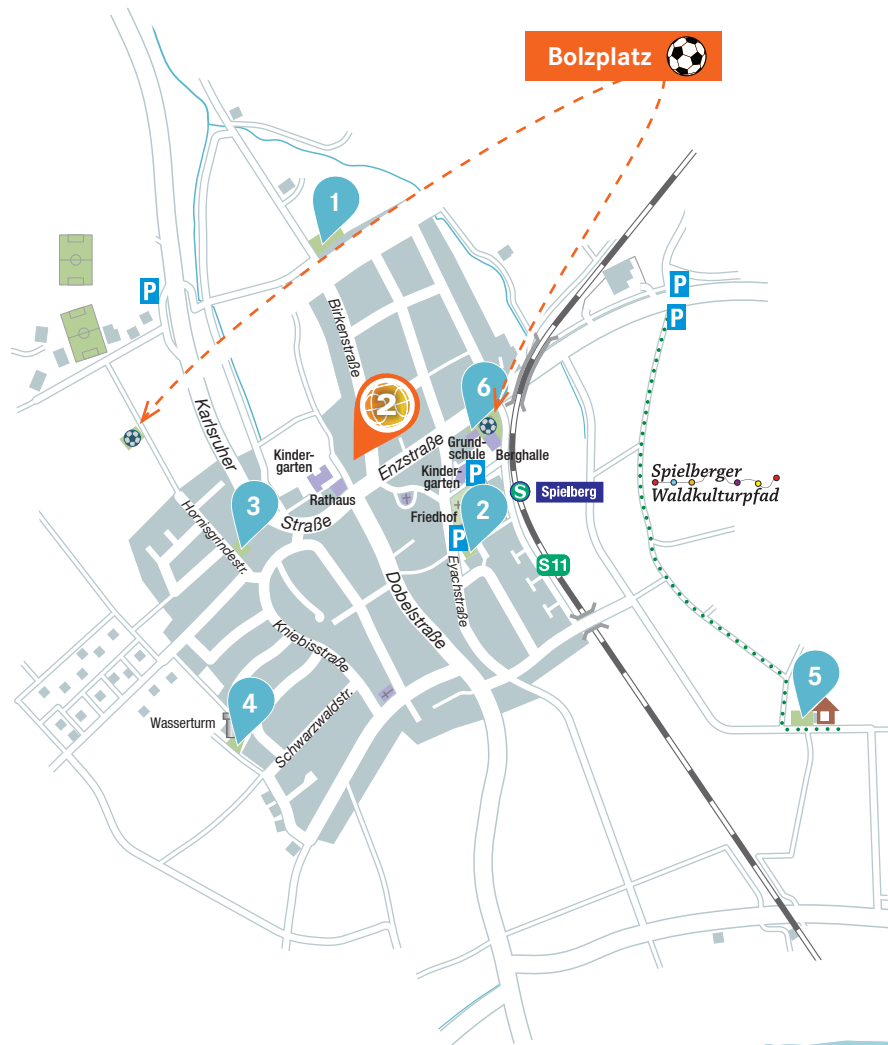 Bolzplatz
1
P
P
P
Birkenstraße
2
6
Karlsruher
Enzstraße
Grund-
schule
Berghalle
Kinder-
garten
Kinder-
garten
P
Rathaus
Spielberger
Waldkulturpfad
S
Spielberg
3
Straße
Friedhof
2
P
Hornisgrindestr.
Eyachstraße
S 11
Dobelstraße
Kniebisstraße
5
4
Wasserturm
Schwarzwaldstr.